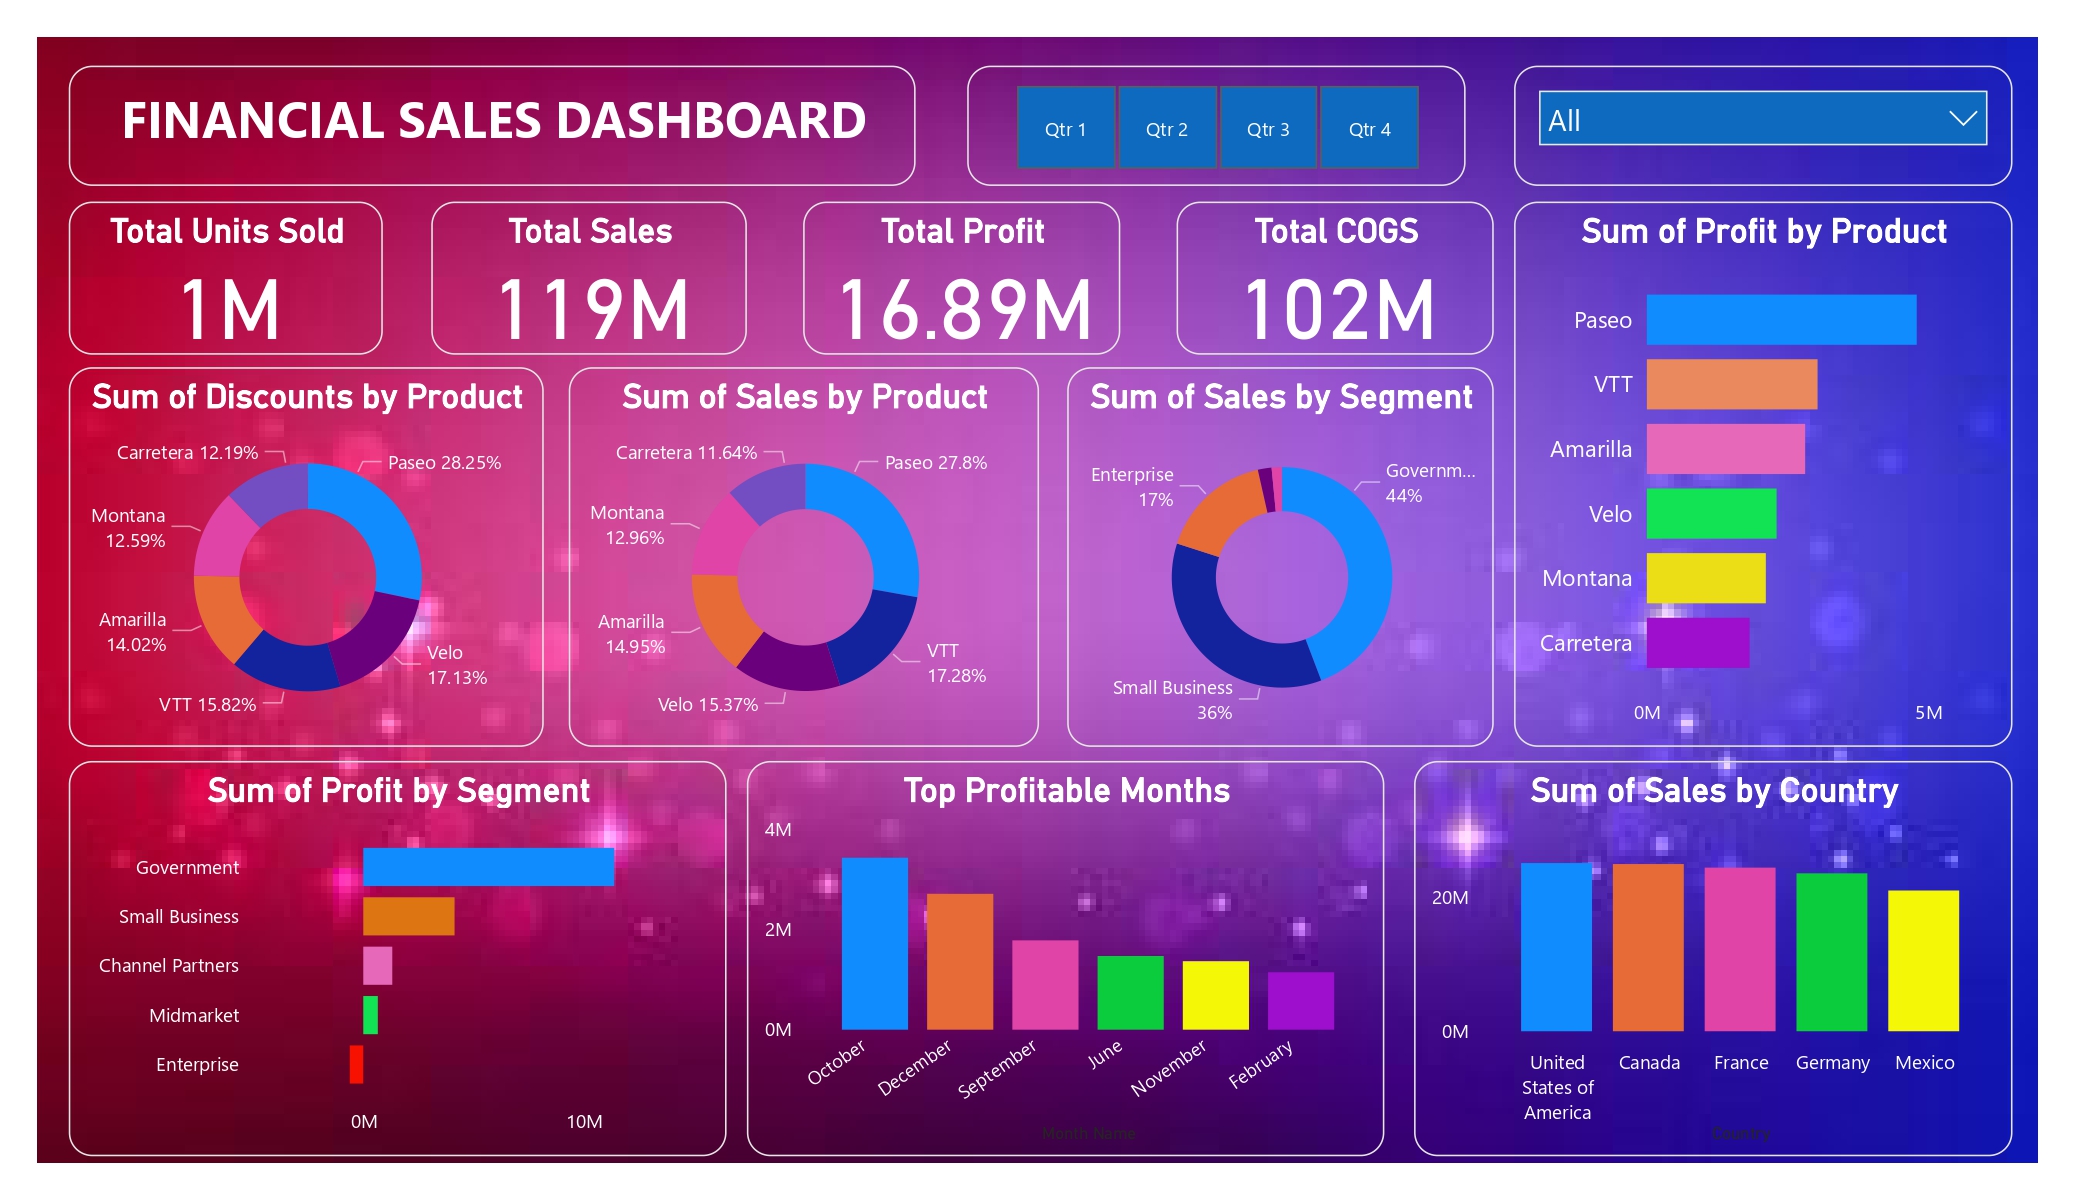 FINANCIAL SALES DASHBOARD
Qtr 1
Qtr 2
Qtr 3
Qtr 4
All
Total Units Sold
1M
Total Sales
119M
Total Profit
16.89M
Total COGS
102M
Sum of Profit by Product
Paseo
VTT
Amarilla
Velo
Montana
Carretera
0M
5M
Sum of Discounts by Product
Carretera 12.19%
Paseo 28.25%
Montana
12.59%
Amarilla
14.02%
Velo
17.13%
VTT 15.82%
Sum of Sales by Product
Carretera 11.64%
Paseo 27.8%
Montana
12.96%
Amarilla
14.95%
VTT
17.28%
Velo 15.37%
Sum of Sales by Segment
Enterprise
17%
Governm...
44%
Small Business
36%
Sum of Profit by Segment
Government
Small Business
Channel Partners
Midmarket
Enterprise
0M
10M
Top Profitable Months
4M
2M
0M
October
December
September
June
November
February
Month Name
Sum of Sales by Country
20M
0M
United
States of
America
Canada
France
Germany
Mexico
Country